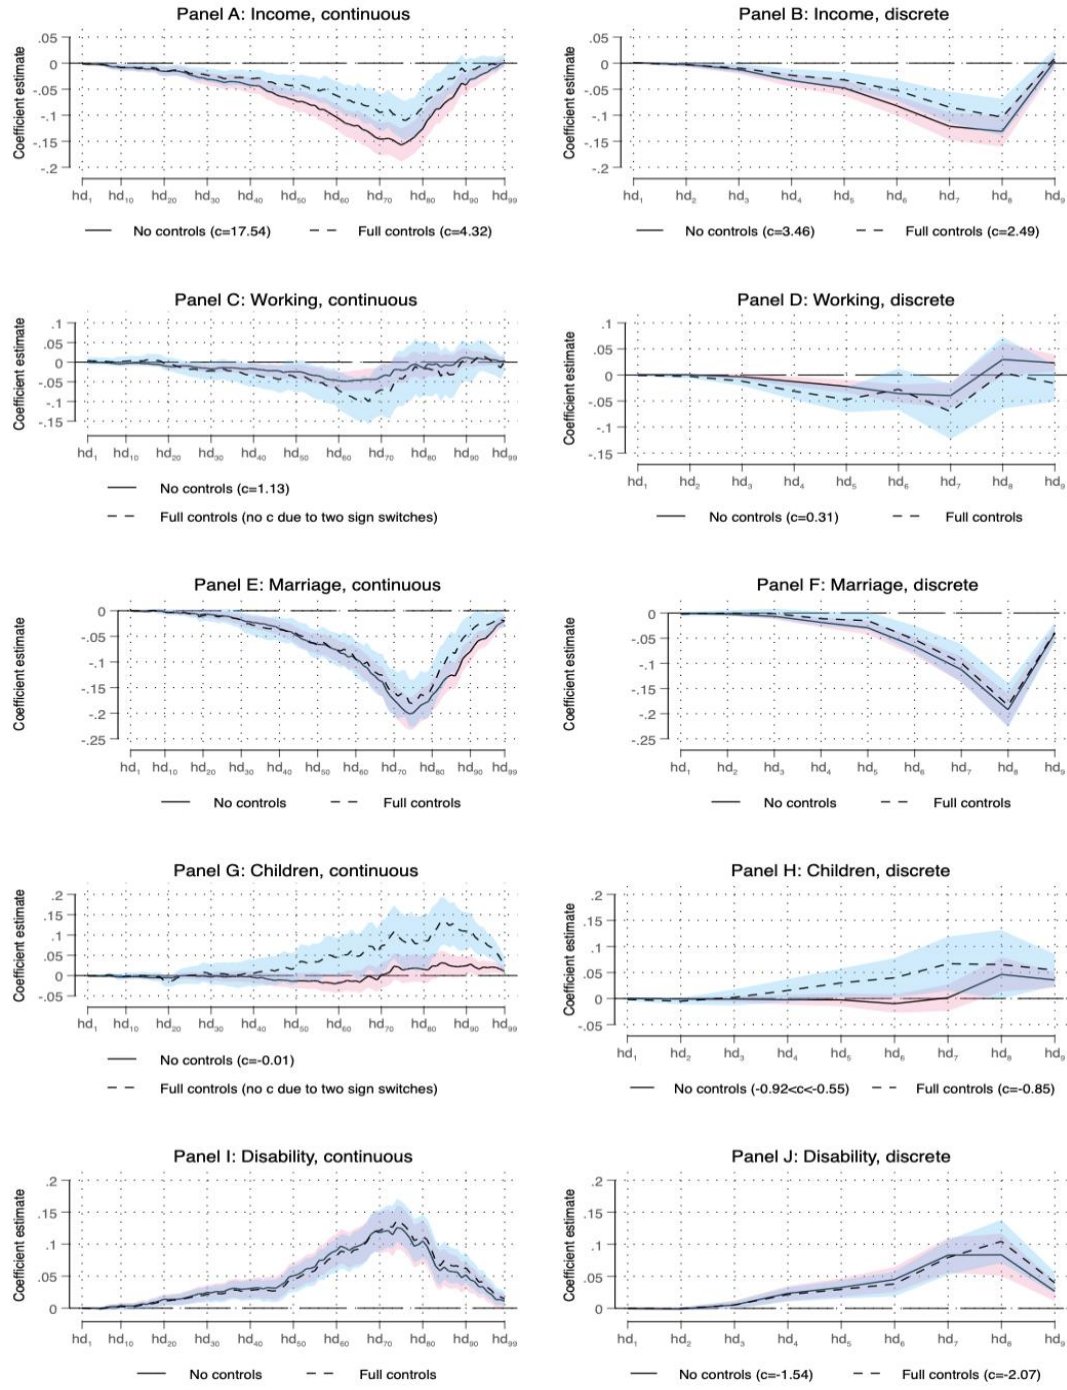 Panel A: Income, continuous
Coefficient estimate
.05
0
-.05
-.1
-.15
-.2
hd1 hd10 hd20 hd30 hd40 hd50 hd60 hd70 hd80 hd90 hd99
No controls (c=17.54) Full controls (c=4.32)
Panel B: Income, discrete
Coefficient estimate
.05
0
-.05
-.1
-.15
-.2
hd1 hd2 hd3 hd4 hd5 hd6 hd7 hd8 hd9
No controls (c=3.46) Full controls (c=2.49)
Panel C: Working, continuous
Coefficient estimate
.1
.05
0
-.05
-.1
-.15
hd1 hd10 hd20 hd30 hd40 hd50 hd60 hd70 hd80 hd90 hd99
No controls (c=1.13)
Full controls (no c due to two sign switches)
Panel D: Working, discrete
Coefficient estimate
.1
.05
0
-.05
-.1
-.15
hd1 hd2 hd3 hd4 hd5 hd6 hd7 hd8 hd9
No controls (c=0.31) Full controls
Panel E: Marriage, continuous
Coefficient estimate
0
-.05
-.1
-.15
-.2
-.25
hd1 hd10 hd20 hd30 hd40 hd50 hd60 hd70 hd80 hd90 hd99
No controls Full controls
Panel F: Marriage, discrete
Coefficient estimate
0
-.05
-.1
-.15
-.2
-.25
hd1 hd2 hd3 hd4 hd5 hd6 hd7 hd8 hd9
No controls Full controls
Panel G: Children, continuous
Coefficient estimate
.2
.15
.1
.05
0
-.05
hd1 hd10 hd20 hd30 hd40 hd50 hd60 hd70 hd80 hd90 hd99
No controls (c=-0.01)
Full controls (no c due to two sign switches)
Panel H: Children, discrete
Coefficient estimate
.2
.15
.1
.05
0
-.05
hd1 hd2 hd3 hd4 hd5 hd6 hd7 hd8 hd9
No controls (-0.92<c<-0.55) Full controls (c=-0.85)
Panel I: Disability, continuous
Coefficient estimate
.2
.15
.1
.05
0
hd1 hd10 hd20 hd30 hd40 hd50 hd60 hd70 hd80 hd90 hd99
No controls Full controls
Panel J: Disability, discrete
Coefficient estimate
.2
.15
.1
.05
0
hd1 hd2 hd3 hd4 hd5 hd6 hd7 hd8 hd9
No controls (c=-1.54) Full controls (c=-2.07)